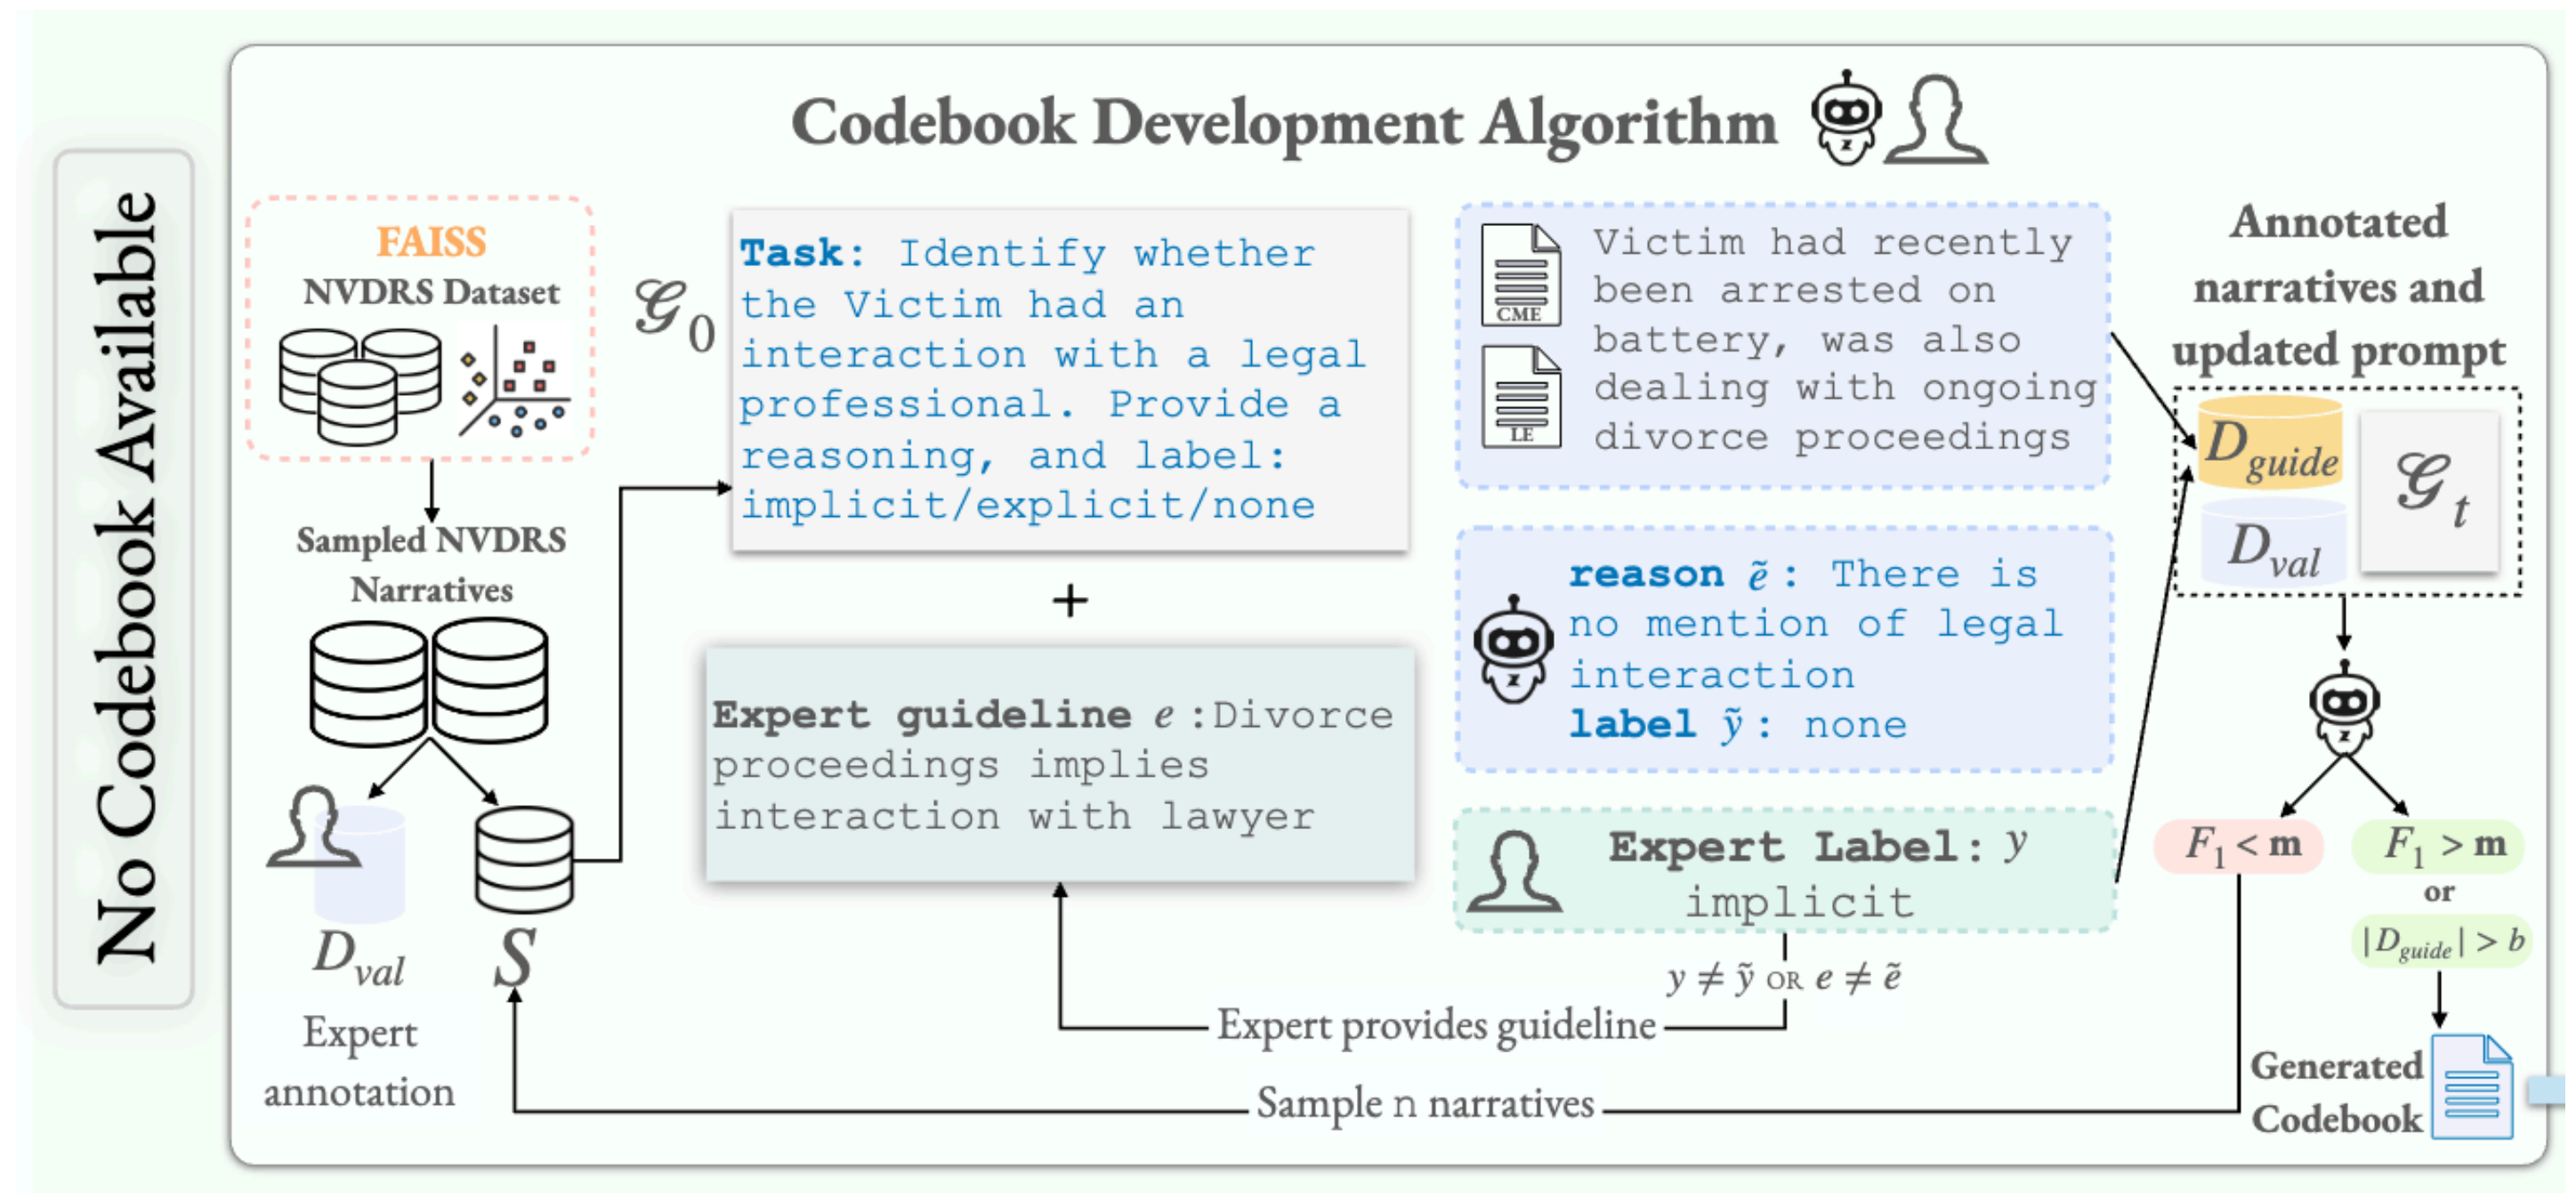 No Codebook Available
Codebook Development Algorithm
FAISS
NVDRS Dataset
Sampled NVDRS
Narratives
D_val
S
Expert
annotation
𝒢_0
Task: Identify whether
the Victim had an
interaction with a legal
professional. Provide a
reasoning, and label:
implicit/explicit/none
+
Expert guideline e :Divorce
proceedings implies
interaction with lawyer
CME
LE
Victim had recently
been arrested on
battery, was also
dealing with ongoing
divorce proceedings
reason ẽ : There is
no mention of legal
interaction
label ỹ : none
Expert Label: y
implicit
y ≠ ỹ OR e ≠ ẽ
Expert provides guideline
Sample n narratives
Annotated
narratives and
updated prompt
D_guide
D_val
𝒢_t
F_1 < m
F_1 > m
or
|D_guide| > b
Generated
Codebook